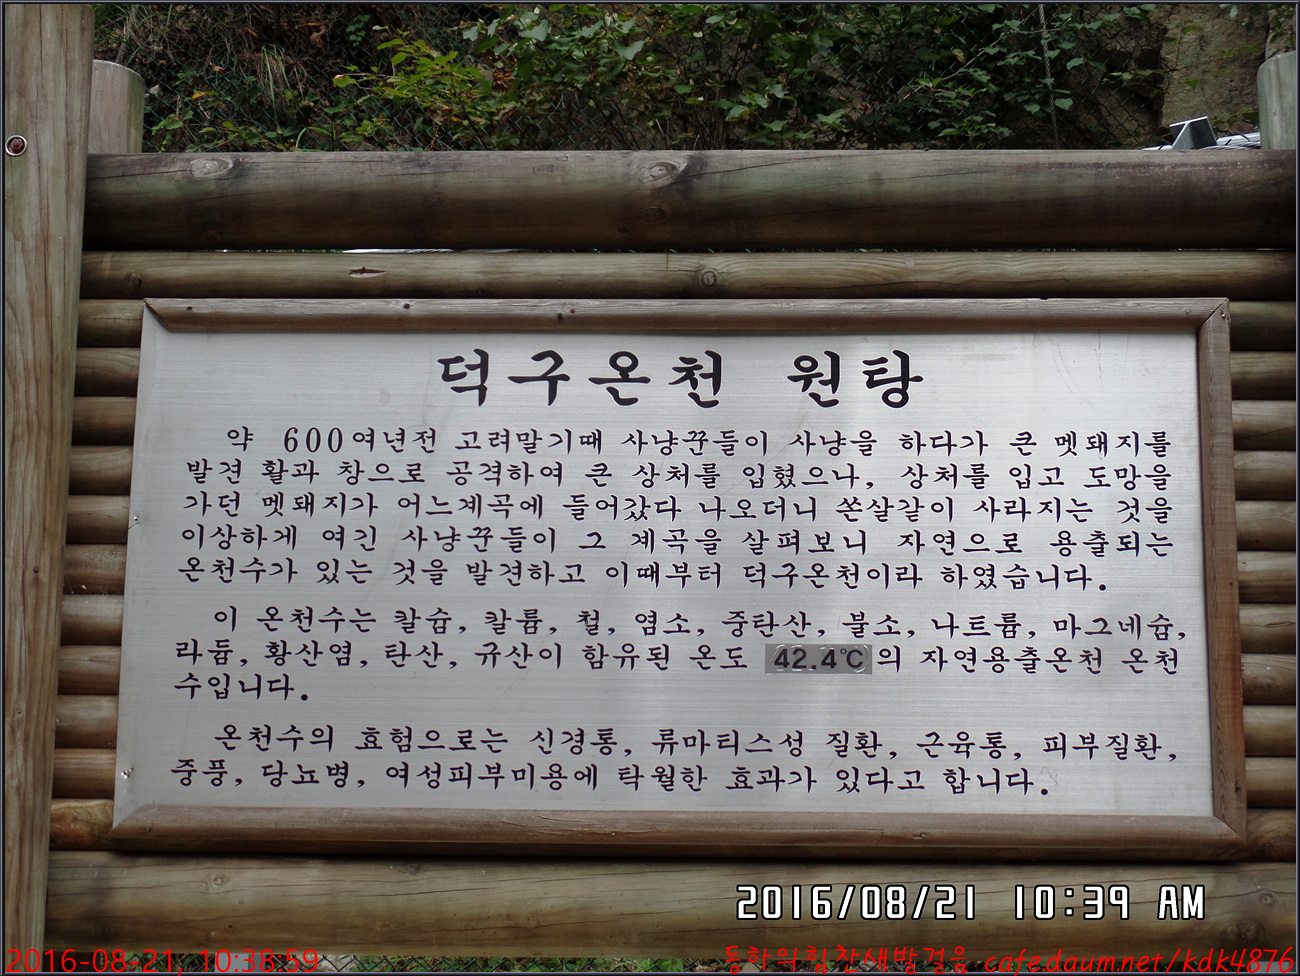 덕구온천 원탕
약 600여년전 고려말기때 사냥꾼들이 사냥을 하다가 큰 멧돼지를
발견 활과 창으로 공격하여 큰 상처를 입혔으나, 상처를 입고 도망을
가던 멧돼지가 어느계곡에 들어갔다 나오더니 쏜살같이 사라지는 것을
이상하게 여긴 사냥꾼들이 그 계곡을 살펴보니 자연으로 용출되는
온천수가 있는 것을 발견하고 이때부터 덕구온천이라 하였습니다.
이 온천수는 칼슘, 칼륨, 철, 염소, 중탄산, 불소, 나트륨, 마그네슘,
라듐, 황산염, 탄산, 규산이 함유된 온도 42.4℃의 자연용출온천 온천
수입니다.
온천수의 효험으로는 신경통, 류마티스성 질환, 근육통, 피부질환,
중풍, 당뇨병, 여성피부미용에 탁월한 효과가 있다고 합니다.
2016/08/21 10:39 AM
2016-08-21, 10:38:59
동학의힘찬새발걸음 cafe.daum.net/kdk4876